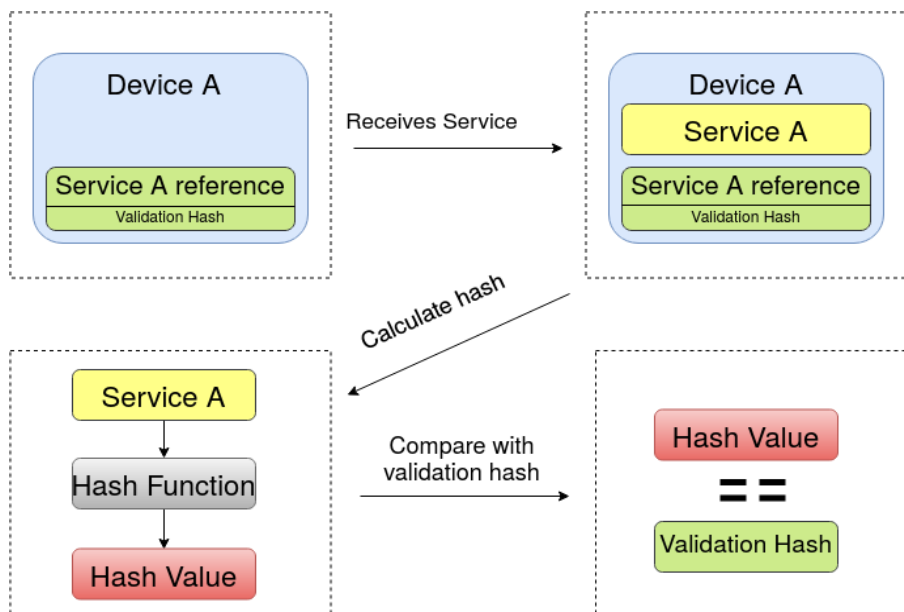 Device A
Service A reference
Validation Hash
Receives Service
Device A
Service A
Service A reference
Validation Hash
Calculate hash
Service A
Hash Function
Hash Value
Compare with
validation hash
Hash Value
==
Validation Hash